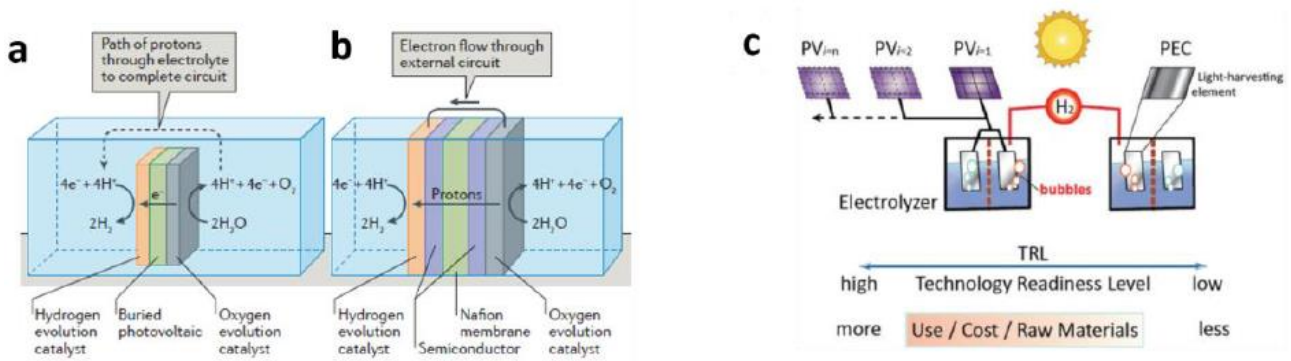 a
Path of protons
through electrolyte
to complete circuit
4e⁻+4H⁺
2H₂
e⁻
4H⁺+4e⁻+O₂
2H₂O
Hydrogen
evolution
catalyst
Buried
photovoltaic
Oxygen
evolution
catalyst
b
Electron flow through
external circuit
4e⁻+4H⁺
2H₂
Protons
4H⁺+4e⁻+O₂
2H₂O
Hydrogen
evolution
catalyst
Semiconductor
Nafion
membrane
Oxygen
evolution
catalyst
c
PVi=n
PVi=2
PVi=1
PEC
Light-harvesting
element
H₂
bubbles
Electrolyzer
TRL
high Technology Readiness Level low
more Use / Cost / Raw Materials less